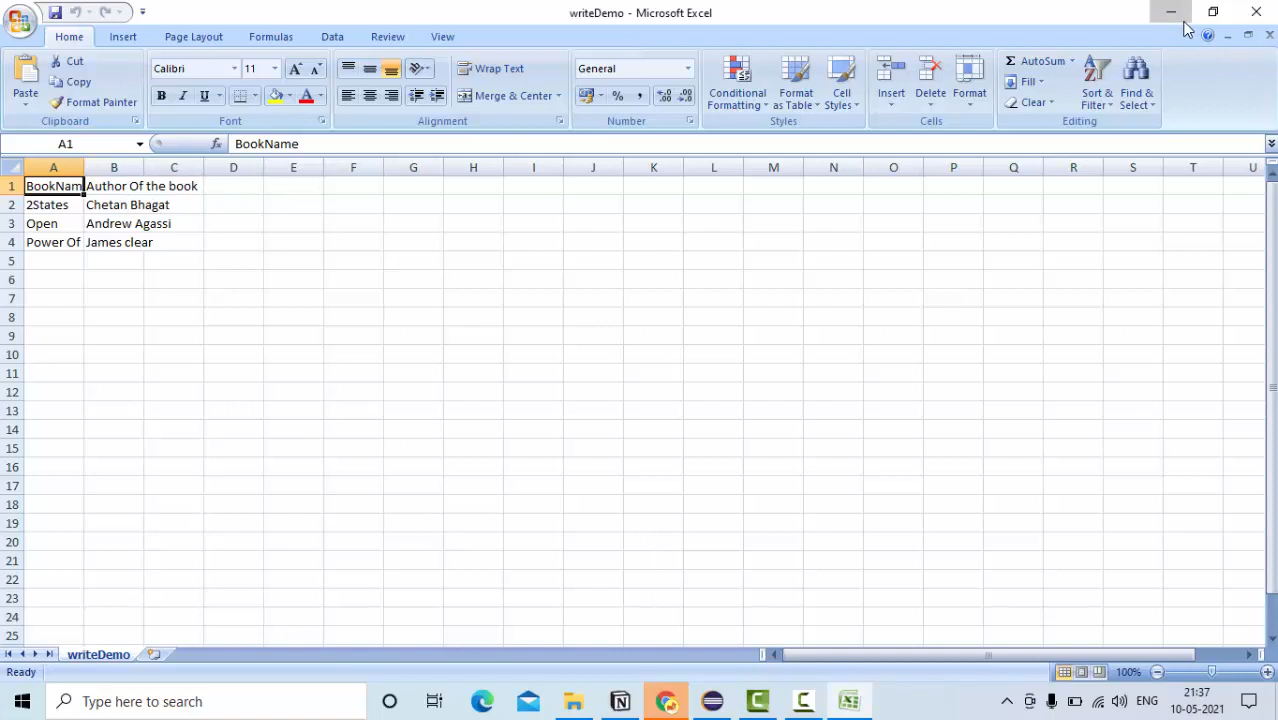 writeDemo - Microsoft Excel
Home Insert Page Layout Formulas Data Review View
Paste
Cut
Copy
Format Painter
Clipboard
Calibri 11
B I U A
Font
Wrap Text
Merge & Center
Alignment
General
% ,
Number
Conditional Formatting
Format as Table
Cell Styles
Styles
Insert
Delete
Format
Cells
Σ AutoSum
Fill
Clear
Sort & Filter
Find & Select
Editing
A1 fx BookName
A B C D E F G H I J K L M N O P Q R S T U
1 BookNam Author Of the book
2 2States Chetan Bhagat
3 Open Andrew Agassi
4 Power Of James clear
5
6
7
8
9
10
11
12
13
14
15
16
17
18
19
20
21
22
23
24
25
writeDemo
Ready 100%
Type here to search
ENG
21:37
10-05-2021